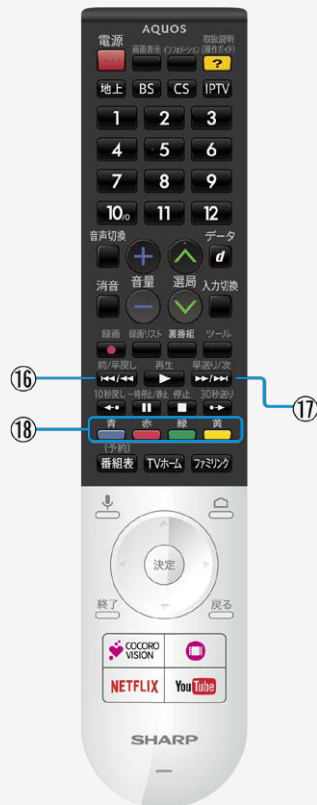 AQUOS
電源 画面表示 インフォメーション 取扱説明
(操作ガイド)
?
地上 BS CS IPTV
1 2 3
4 5 6
7 8 9
10/0 11 12
音声切換 データ
+ d
消音 音量 選局 入力切換
−
録画 録画リスト 裏番組 ツール
前/早戻し 再生 早送り/次
⑯
⑰
10秒戻し 一時停止/静止 停止 30秒送り
⑱
青 赤 緑 黄
(予約)
番組表 TVホーム ファミリンク
決定
終了 戻る
COCORO
VISION
NETFLIX YouTube
SHARP